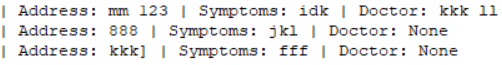 | Address: mm 123 | Symptoms: idk | Doctor: kkk ll
| Address: 888 | Symptoms: jkl | Doctor: None
| Address: kkk] | Symptoms: fff | Doctor: None